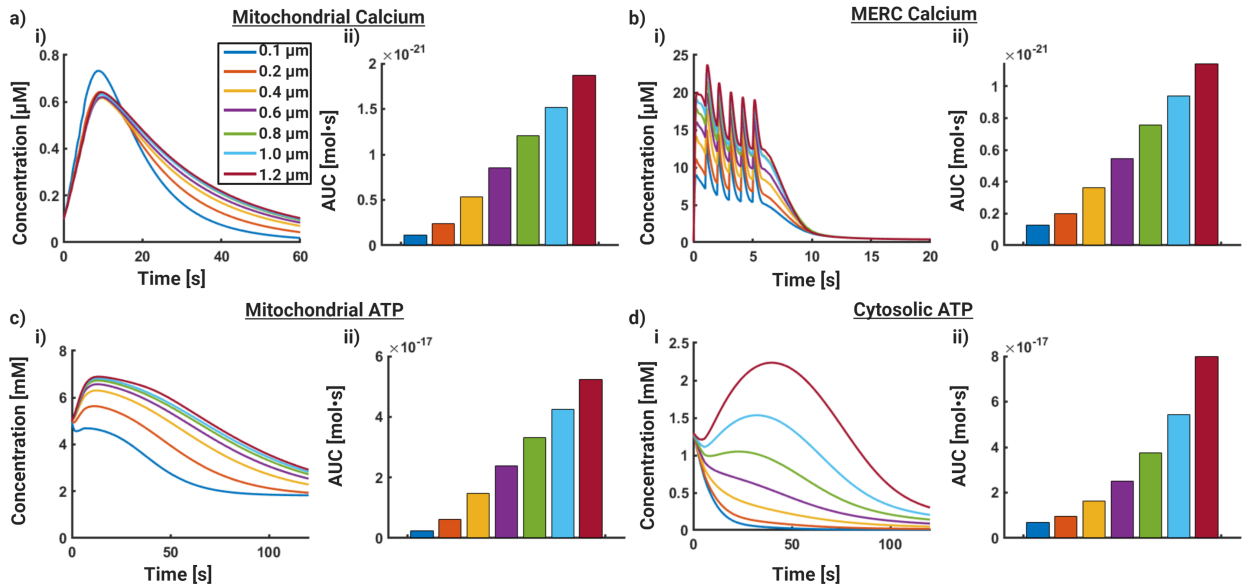 a)
Mitochondrial Calcium
i)
Concentration [µM]
0.8
0.6
0.4
0.2
0
0
20
40
60
Time [s]
0.1 µm
0.2 µm
0.4 µm
0.6 µm
0.8 µm
1.0 µm
1.2 µm
ii)
×10⁻²¹
AUC [mol•s]
2
1.5
1
0.5
0
b)
MERC Calcium
i)
Concentration [µM]
25
20
15
10
5
0
0
5
10
15
20
Time [s]
ii)
×10⁻²¹
AUC [mol•s]
1
0.8
0.6
0.4
0.2
0
c)
Mitochondrial ATP
i)
Concentration [mM]
8
6
4
2
0
0
50
100
Time [s]
ii)
×10⁻¹⁷
AUC [mol•s]
6
4
2
0
d)
Cytosolic ATP
i
Concentration [mM]
2.5
2
1.5
1
0.5
0
0
50
100
Time [s]
ii)
×10⁻¹⁷
AUC [mol•s]
8
6
4
2
0